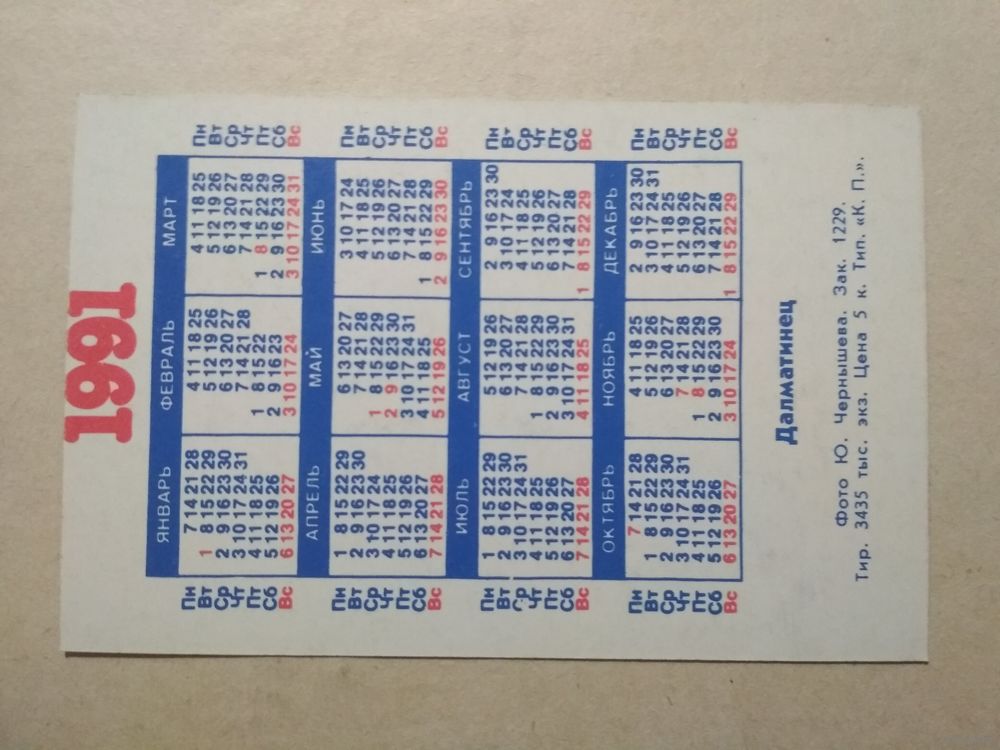 1991
ЯНВАРЬ ФЕВРАЛЬ МАРТ
Пн 7 14 21 28 4 11 18 25 4 11 18 25 Пн
Вт 1 8 15 22 29 5 12 19 26 5 12 19 26 Вт
Ср 2 9 16 23 30 6 13 20 27 6 13 20 27 Ср
Чт 3 10 17 24 31 7 14 21 28 7 14 21 28 Чт
Пт 4 11 18 25 1 8 15 22 1 8 15 22 29 Пт
Сб 5 12 19 26 2 9 16 23 2 9 16 23 30 Сб
Вс 6 13 20 27 3 10 17 24 3 10 17 24 31 Вс
АПРЕЛЬ МАЙ ИЮНЬ
Пн 1 8 15 22 29 6 13 20 27 3 10 17 24 Пн
Вт 2 9 16 23 30 7 14 21 28 4 11 18 25 Вт
Ср 3 10 17 24 1 8 15 22 29 5 12 19 26 Ср
Чт 4 11 18 25 2 9 16 23 30 6 13 20 27 Чт
Пт 5 12 19 26 3 10 17 24 31 7 14 21 28 Пт
Сб 6 13 20 27 4 11 18 25 1 8 15 22 29 Сб
Вс 7 14 21 28 5 12 19 26 2 9 16 23 30 Вс
ИЮЛЬ АВГУСТ СЕНТЯБРЬ
Пн 1 8 15 22 29 5 12 19 26 2 9 16 23 30 Пн
Вт 2 9 16 23 30 6 13 20 27 3 10 17 24 Вт
Ср 3 10 17 24 31 7 14 21 28 4 11 18 25 Ср
Чт 4 11 18 25 1 8 15 22 29 5 12 19 26 Чт
Пт 5 12 19 26 2 9 16 23 30 6 13 20 27 Пт
Сб 6 13 20 27 3 10 17 24 31 7 14 21 28 Сб
Вс 7 14 21 28 4 11 18 25 1 8 15 22 29 Вс
ОКТЯБРЬ НОЯБРЬ ДЕКАБРЬ
Пн 7 14 21 28 4 11 18 25 2 9 16 23 30 Пн
Вт 1 8 15 22 29 5 12 19 26 3 10 17 24 31 Вт
Ср 2 9 16 23 30 6 13 20 27 4 11 18 25 Ср
Чт 3 10 17 24 31 7 14 21 28 5 12 19 26 Чт
Пт 4 11 18 25 1 8 15 22 29 6 13 20 27 Пт
Сб 5 12 19 26 2 9 16 23 30 7 14 21 28 Сб
Вс 6 13 20 27 3 10 17 24 1 8 15 22 29 Вс
Далматинец
Фото Ю. Чернышева. Зак. 1229.
Тир. 3435 тыс. экз. Цена 5 к. Тип. «К. П.».